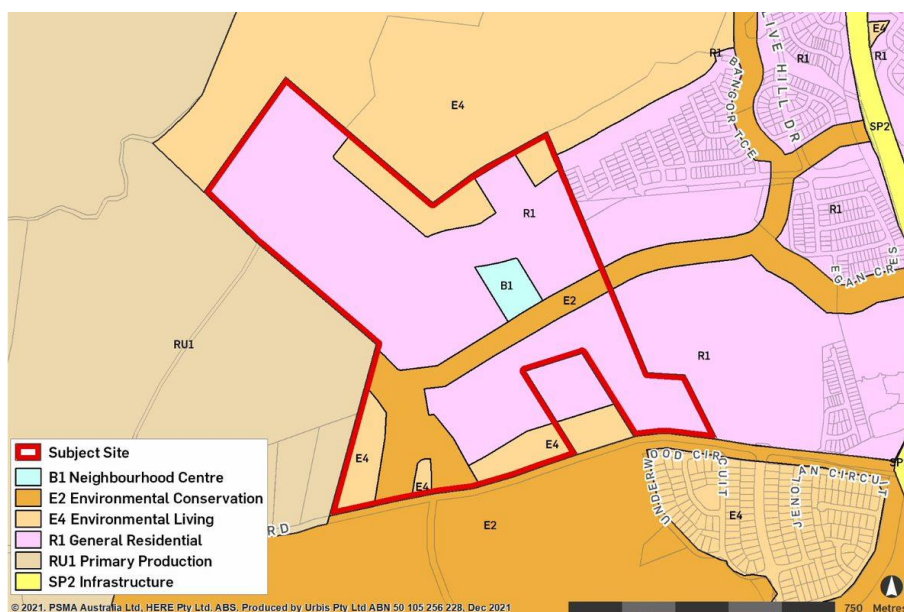 E4
R1
SP2
R1
LIVE HILL DR
BANGOR TCE
E4
R1
R1
R1
EGAN CRES
B1
E2
RU1
R1
E4
E4
E4
E2
RD
UNDERWOOD CIRCUIT
JENOLAN CIRCUIT
E4
SP
Subject Site
B1 Neighbourhood Centre
E2 Environmental Conservation
E4 Environmental Living
R1 General Residential
RU1 Primary Production
SP2 Infrastructure
© 2021. PSMA Australia Ltd, HERE Pty Ltd. ABS. Produced by Urbis Pty Ltd ABN 50 105 256 228, Dec 2021
750 Metres